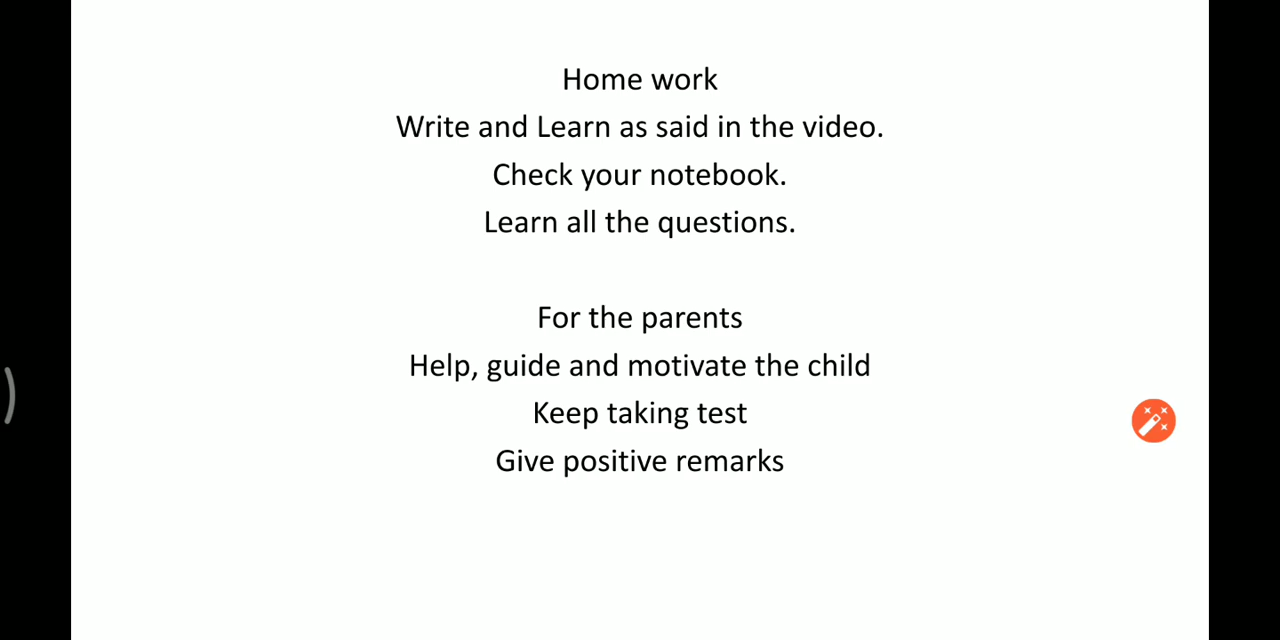 Home work
Write and Learn as said in the video.
Check your notebook.
Learn all the questions.
For the parents
Help, guide and motivate the child
Keep taking test
Give positive remarks